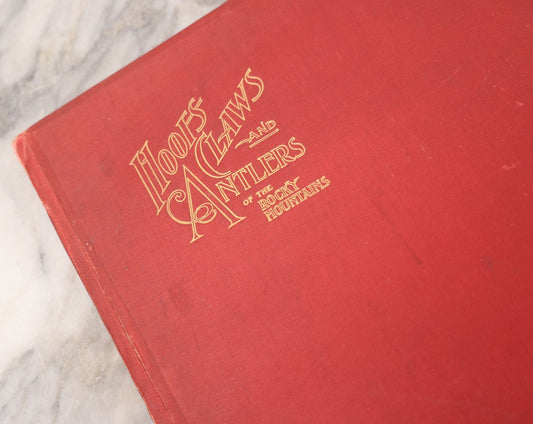 HOOFS
CLAWS
AND
ANTLERS
OF THE
ROCKY
MOUNTAINS